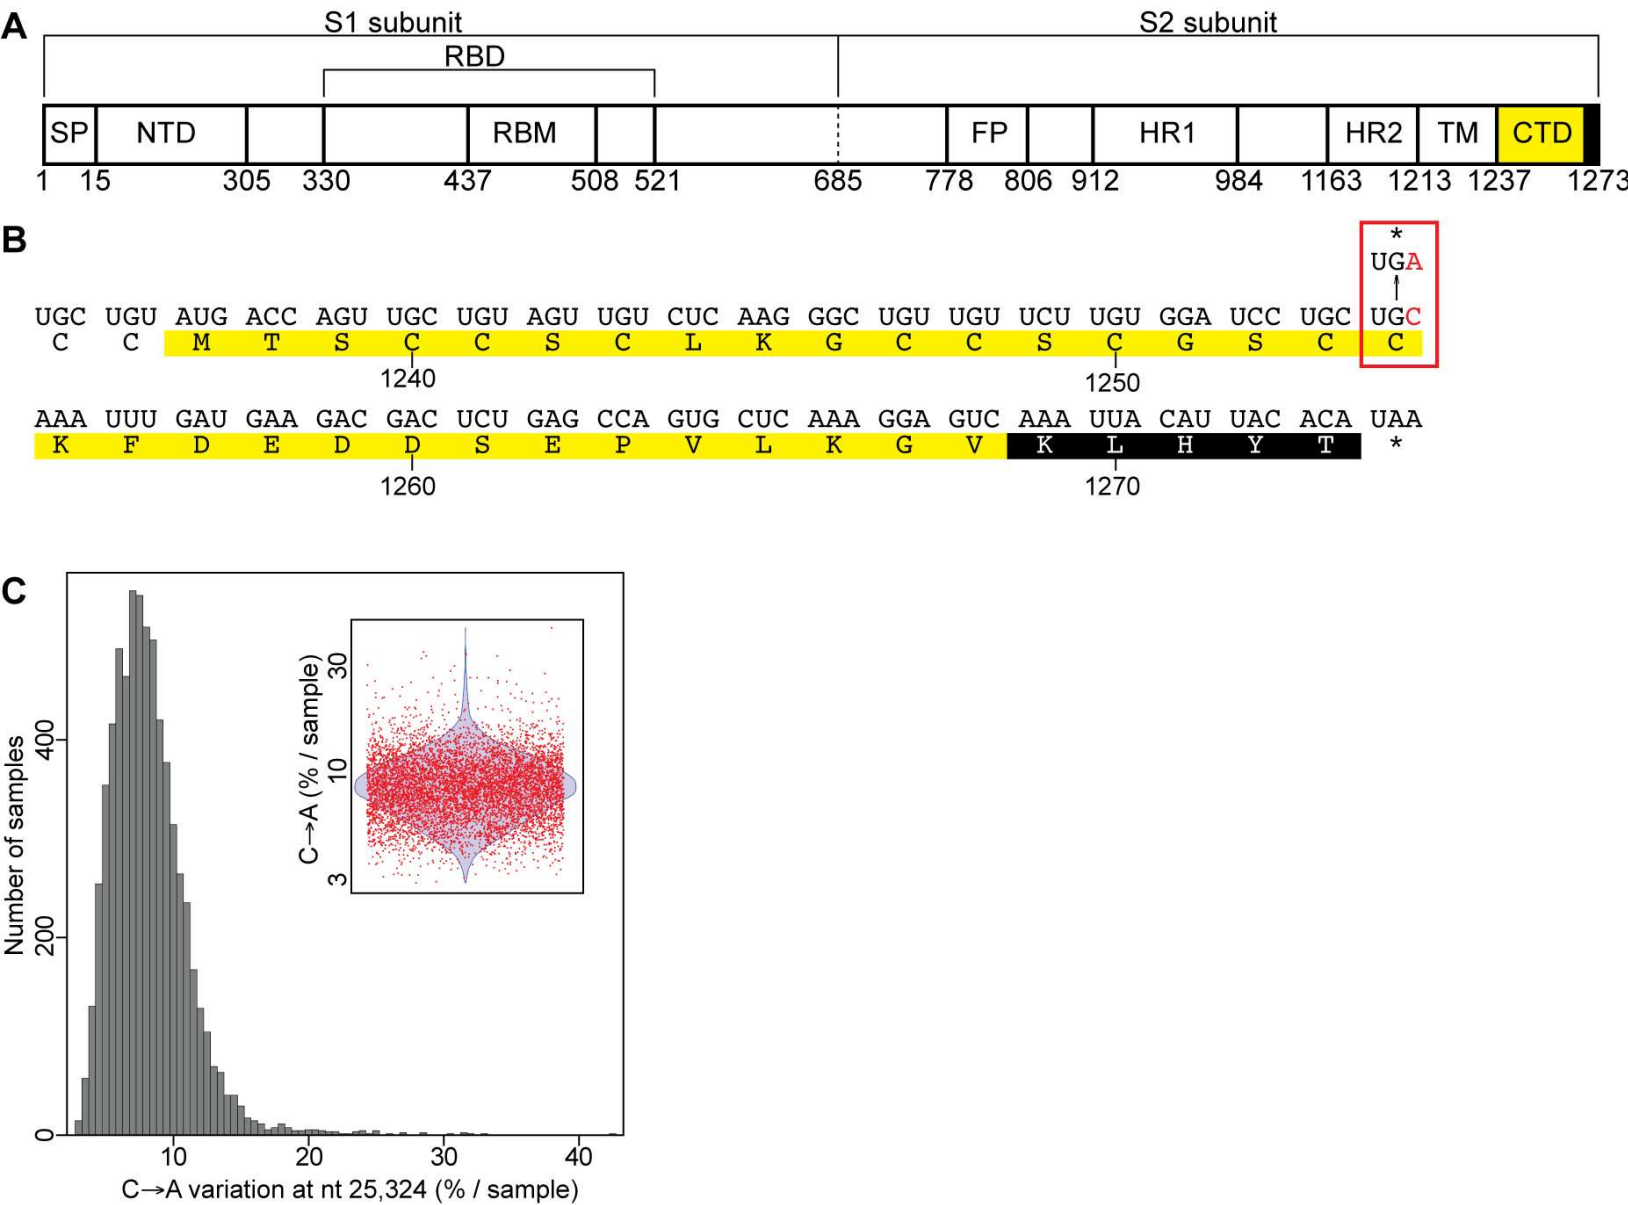 A
S1 subunit S2 subunit
RBD
SP NTD RBM FP HR1 HR2 TM CTD
1 15 305 330 437 508 521 685 778 806 912 984 1163 1213 1237 1273
B
*
UGA
UGC UGU AUG ACC AGU UGC UGU AGU UGU CUC AAG GGC UGU UGU UCU UGU GGA UCC UGC UGC
C C M T S C C S C L K G C C S C G S C C
1240 1250
AAA UUU GAU GAA GAC GAC UCU GAG CCA GUG CUC AAA GGA GUC AAA UUA CAU UAC ACA UAA
K F D E D D S E P V L K G V K L H Y T *
1260 1270
C
Number of samples
400
200
0
10 20 30 40
C→A variation at nt 25,324 (% / sample)
C→A (% / sample)
30
10
3